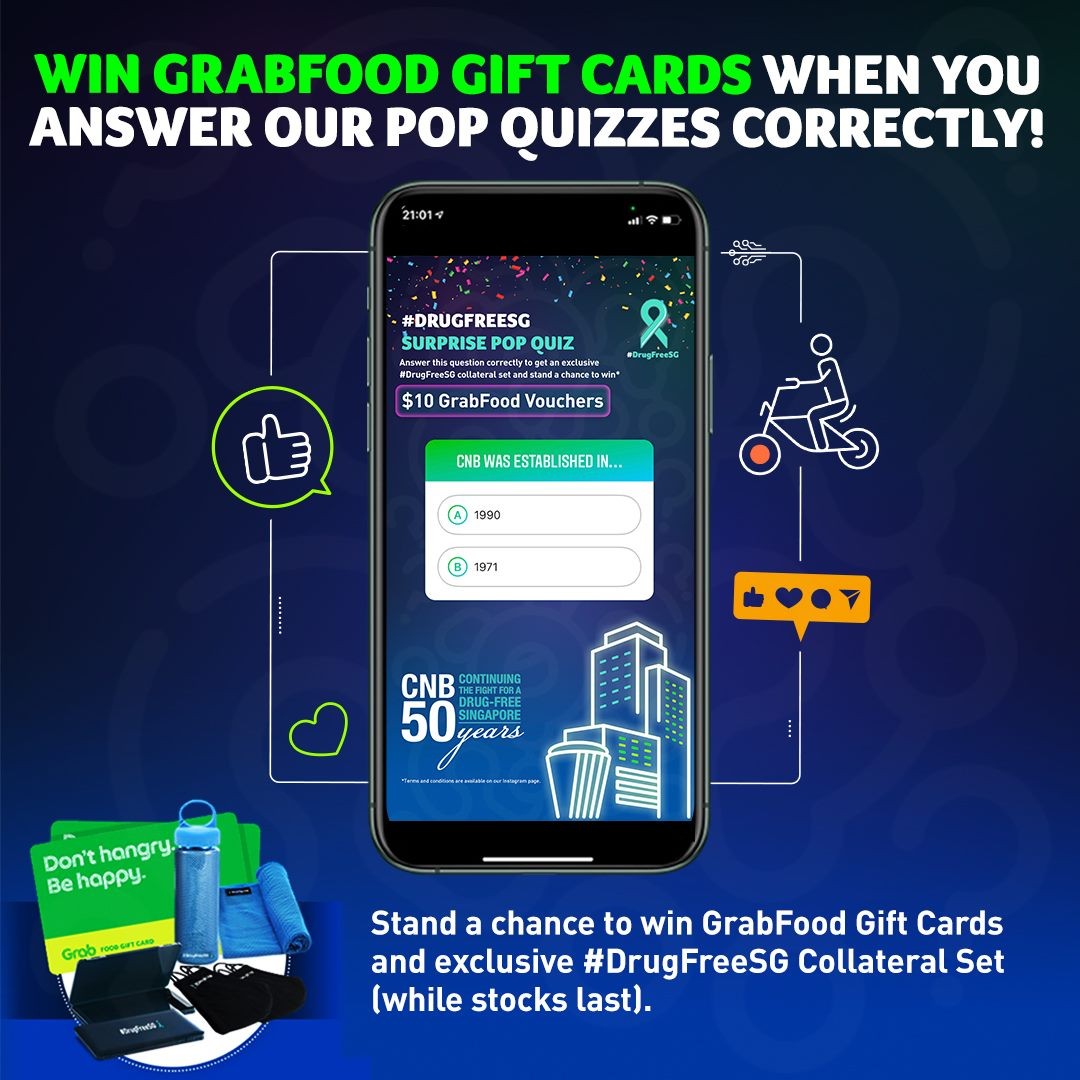 WIN GRABFOOD GIFT CARDS WHEN YOU
ANSWER OUR POP QUIZZES CORRECTLY!
21:01
#DRUGFREESG
SURPRISE POP QUIZ
#DrugFreeSG
Answer this question correctly to get an exclusive
#DrugFreeSG collateral set and stand a chance to win*
$10 GrabFood Vouchers
CNB WAS ESTABLISHED IN...
A 1990
B 1971
CNB
50
years
CONTINUING
THE FIGHT FOR A
DRUG-FREE
SINGAPORE
*Terms and conditions are available on our Instagram page.
Don't hangry.
Be happy.
Grab FOOD GIFT CARD
#DrugFreeSG
Stand a chance to win GrabFood Gift Cards
and exclusive #DrugFreeSG Collateral Set
(while stocks last).